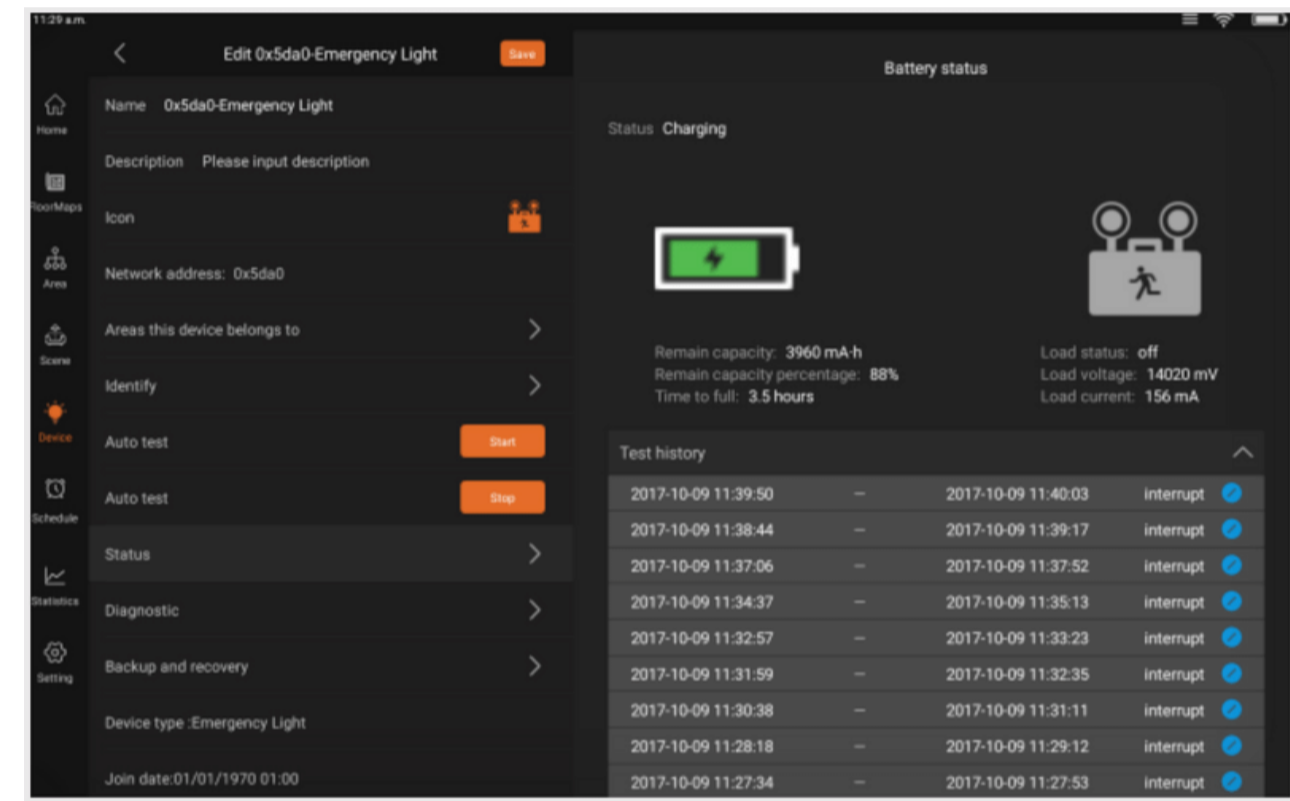 11:29 a.m.
Edit 0x5da0-Emergency Light
Save
Home
FloorMaps
Area
Scene
Device
Schedule
Statistics
Setting
Name 0x5da0-Emergency Light
Description Please input description
Icon
Network address: 0x5da0
Areas this device belongs to
Identify
Auto test Start
Auto test Stop
Status
Diagnostic
Backup and recovery
Device type :Emergency Light
Join date:01/01/1970 01:00
Battery status
Status Charging
Remain capacity: 3960 mA·h
Remain capacity percentage: 88%
Time to full: 3.5 hours
Load status: off
Load voltage: 14020 mV
Load current: 156 mA
Test history
2017-10-09 11:39:50 – 2017-10-09 11:40:03 interrupt
2017-10-09 11:38:44 – 2017-10-09 11:39:17 interrupt
2017-10-09 11:37:06 – 2017-10-09 11:37:52 interrupt
2017-10-09 11:34:37 – 2017-10-09 11:35:13 interrupt
2017-10-09 11:32:57 – 2017-10-09 11:33:23 interrupt
2017-10-09 11:31:59 – 2017-10-09 11:32:35 interrupt
2017-10-09 11:30:38 – 2017-10-09 11:31:11 interrupt
2017-10-09 11:28:18 – 2017-10-09 11:29:12 interrupt
2017-10-09 11:27:34 – 2017-10-09 11:27:53 interrupt